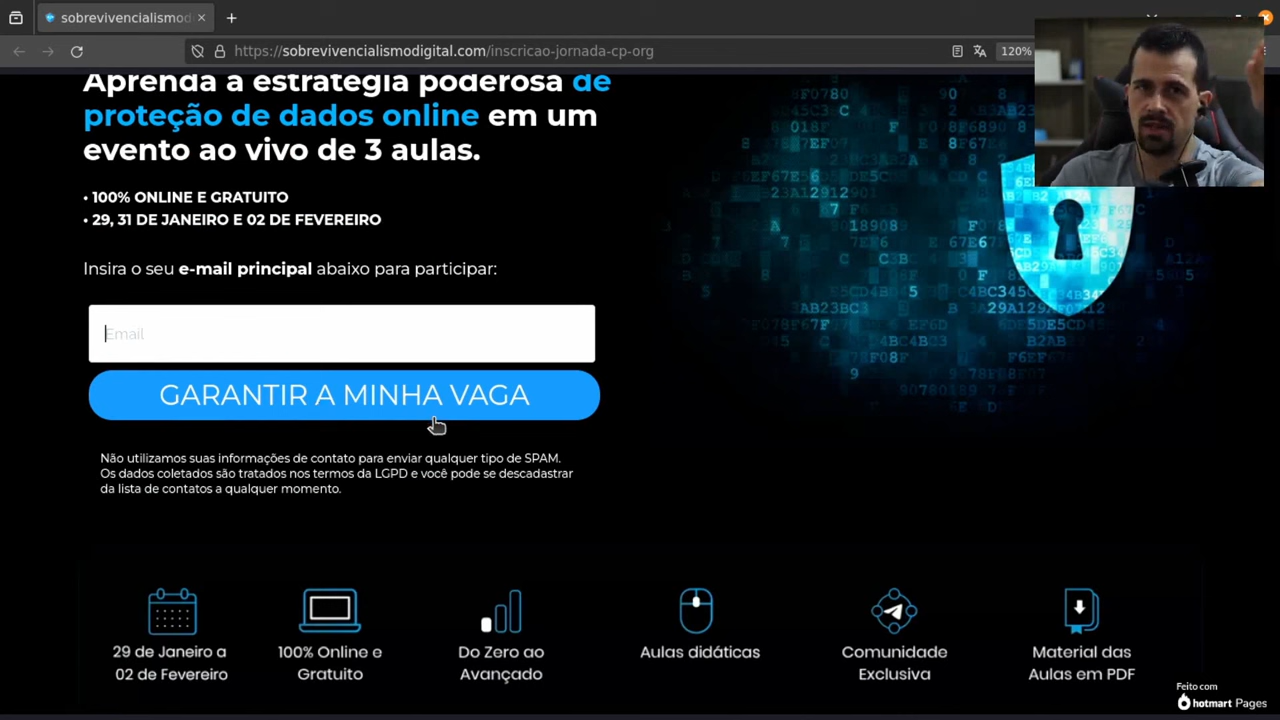 sobrevivencialismod
https://sobrevivencialismodigital.com/inscricao-jornada-cp-org
120%
Aprenda a estratégia poderosa de
proteção de dados online em um
evento ao vivo de 3 aulas.
• 100% ONLINE E GRATUITO
• 29, 31 DE JANEIRO E 02 DE FEVEREIRO
Insira o seu e-mail principal abaixo para participar:
Email
GARANTIR A MINHA VAGA
Não utilizamos suas informações de contato para enviar qualquer tipo de SPAM.
Os dados coletados são tratados nos termos da LGPD e você pode se descadastrar
da lista de contatos a qualquer momento.
29 de Janeiro a
02 de Fevereiro
100% Online e
Gratuito
Do Zero ao
Avançado
Aulas didáticas
Comunidade
Exclusiva
Material das
Aulas em PDF
Feito com
hotmart Pages